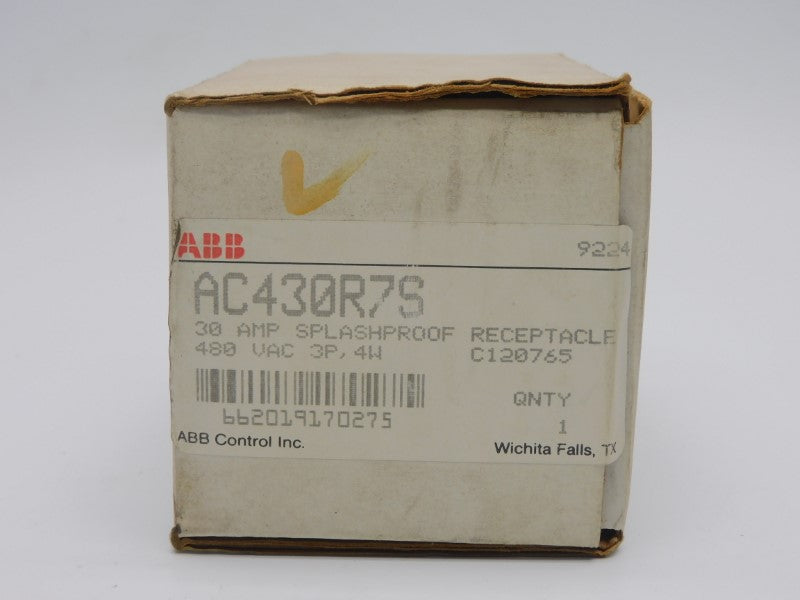 ABB 9224
AC430R7S
30 AMP SPLASHPROOF RECEPTACLE
480 VAC 3P, 4W C120765
QNTY
662019170275 1
ABB Control Inc. Wichita Falls, TX